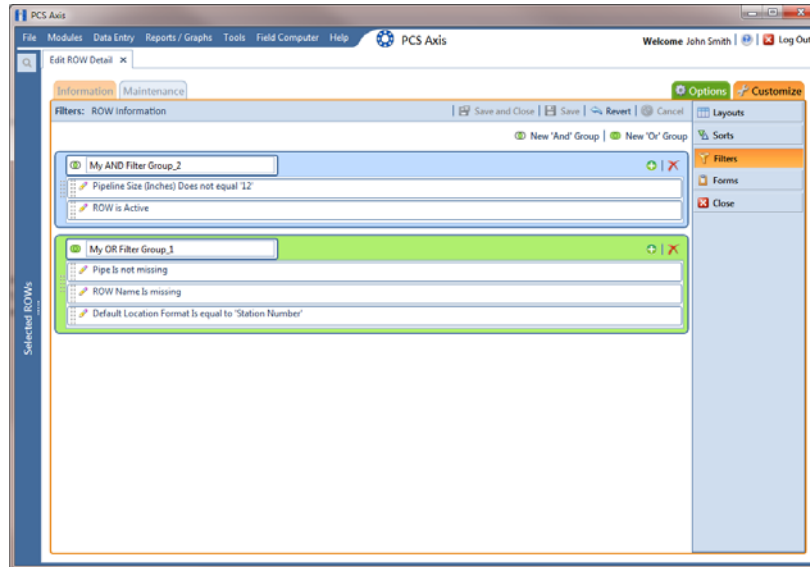 PCS Axis
File Modules Data Entry Reports / Graphs Tools Field Computer Help PCS Axis Welcome John Smith Log Out
Edit ROW Detail
Information Maintenance Options Customize
Filters: ROW Information Save and Close Save Revert Cancel Layouts
New 'And' Group New 'Or' Group Sorts
My AND Filter Group_2 Filters
Pipeline Size (Inches) Does not equal '12'
Forms
ROW is Active Close
My OR Filter Group_1
Pipe Is not missing
ROW Name Is missing
Default Location Format Is equal to 'Station Number'
Selected ROWs